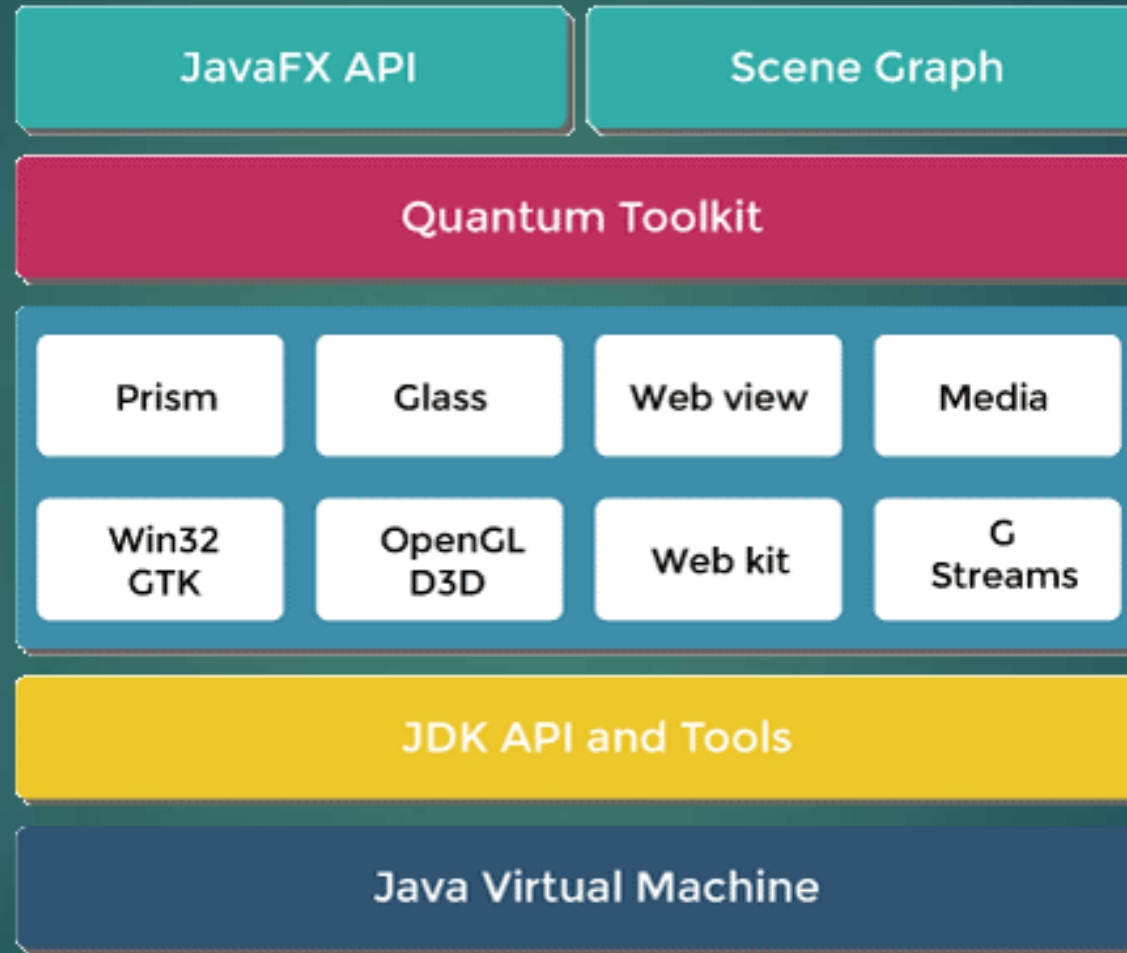 JavaFX API
Scene Graph
Quantum Toolkit
Prism
Glass
Web view
Media
Win32
GTK
OpenGL
D3D
Web kit
G
Streams
JDK API and Tools
Java Virtual Machine